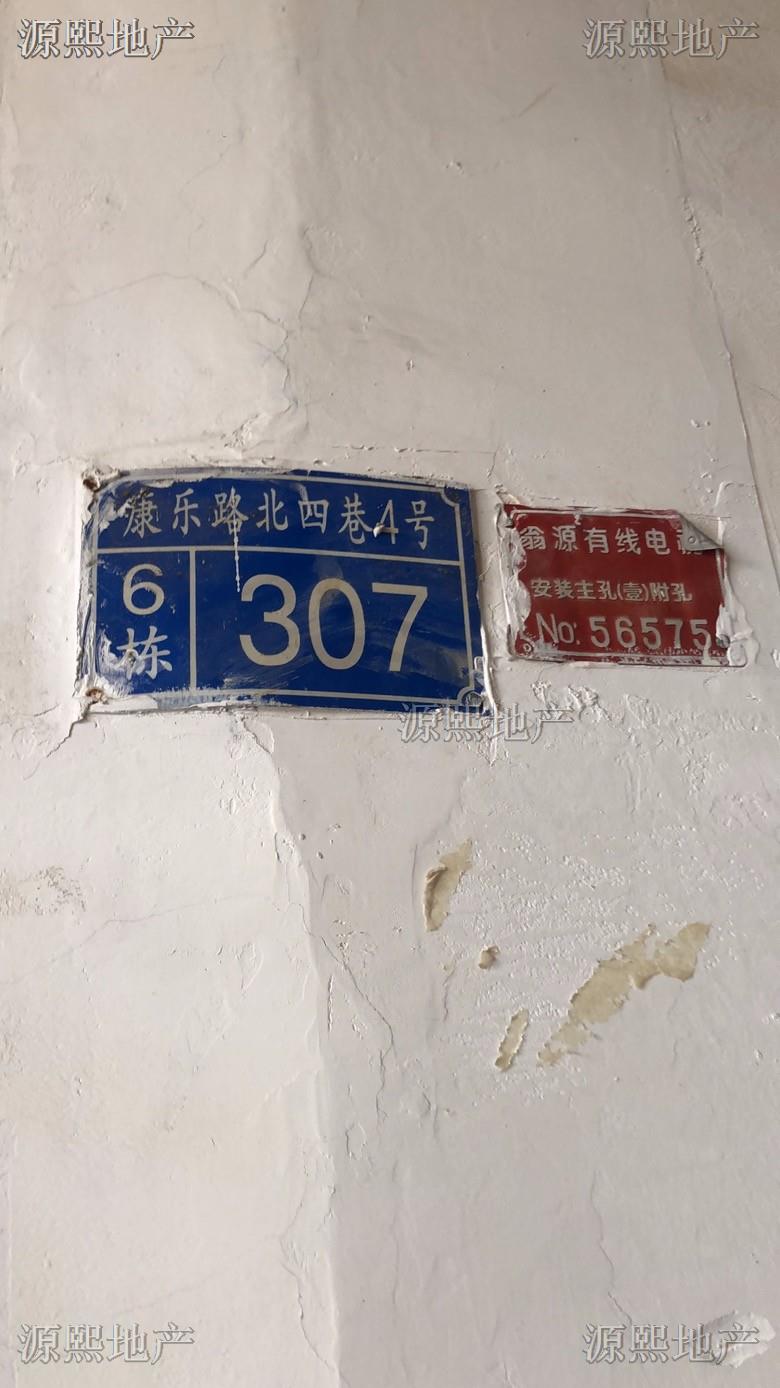 源熙地产
源熙地产
康乐路北四巷4号
6栋
307
翁源有线电视
安装主孔(壹)附孔
No: 56575
源熙地产
源熙地产
源熙地产